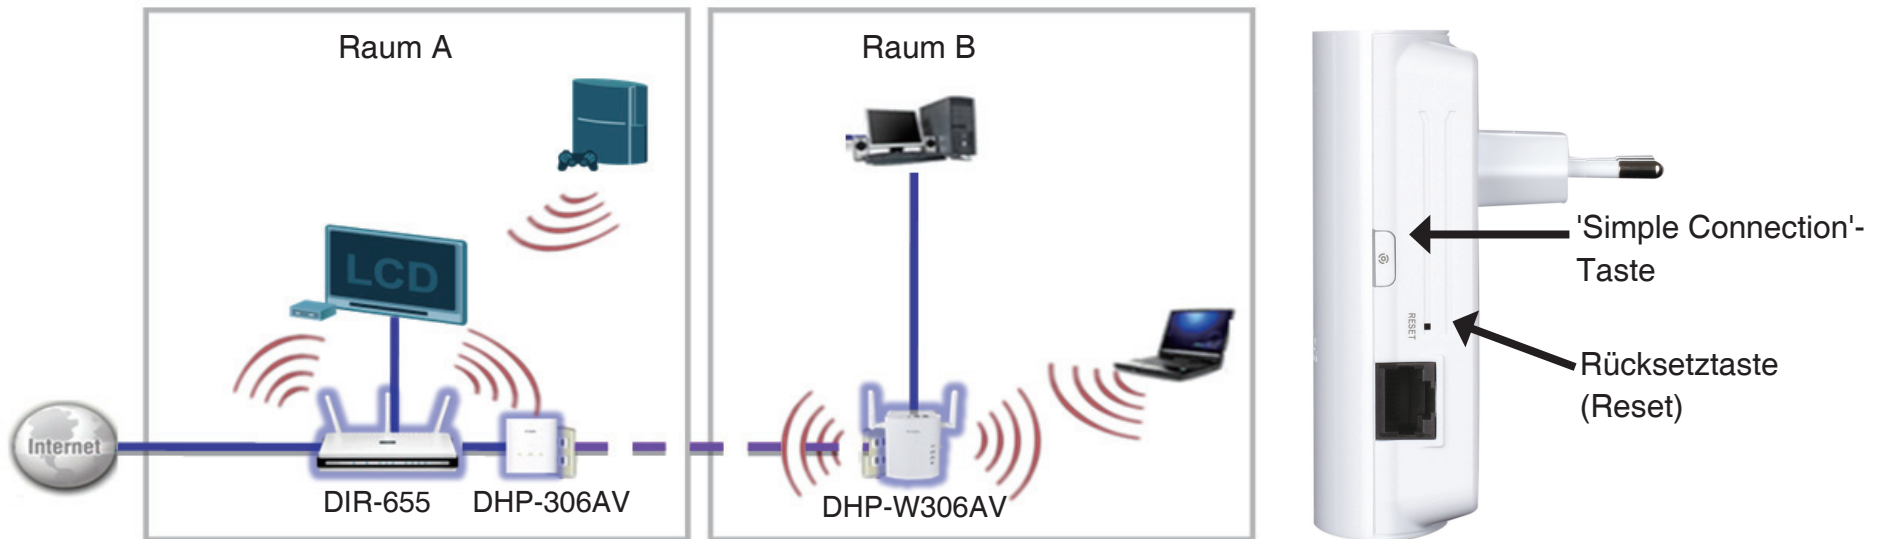 Raum A
Raum B
LCD
Internet
DIR-655
DHP-306AV
DHP-W306AV
'Simple Connection'-
Taste
RESET
Rücksetztaste
(Reset)